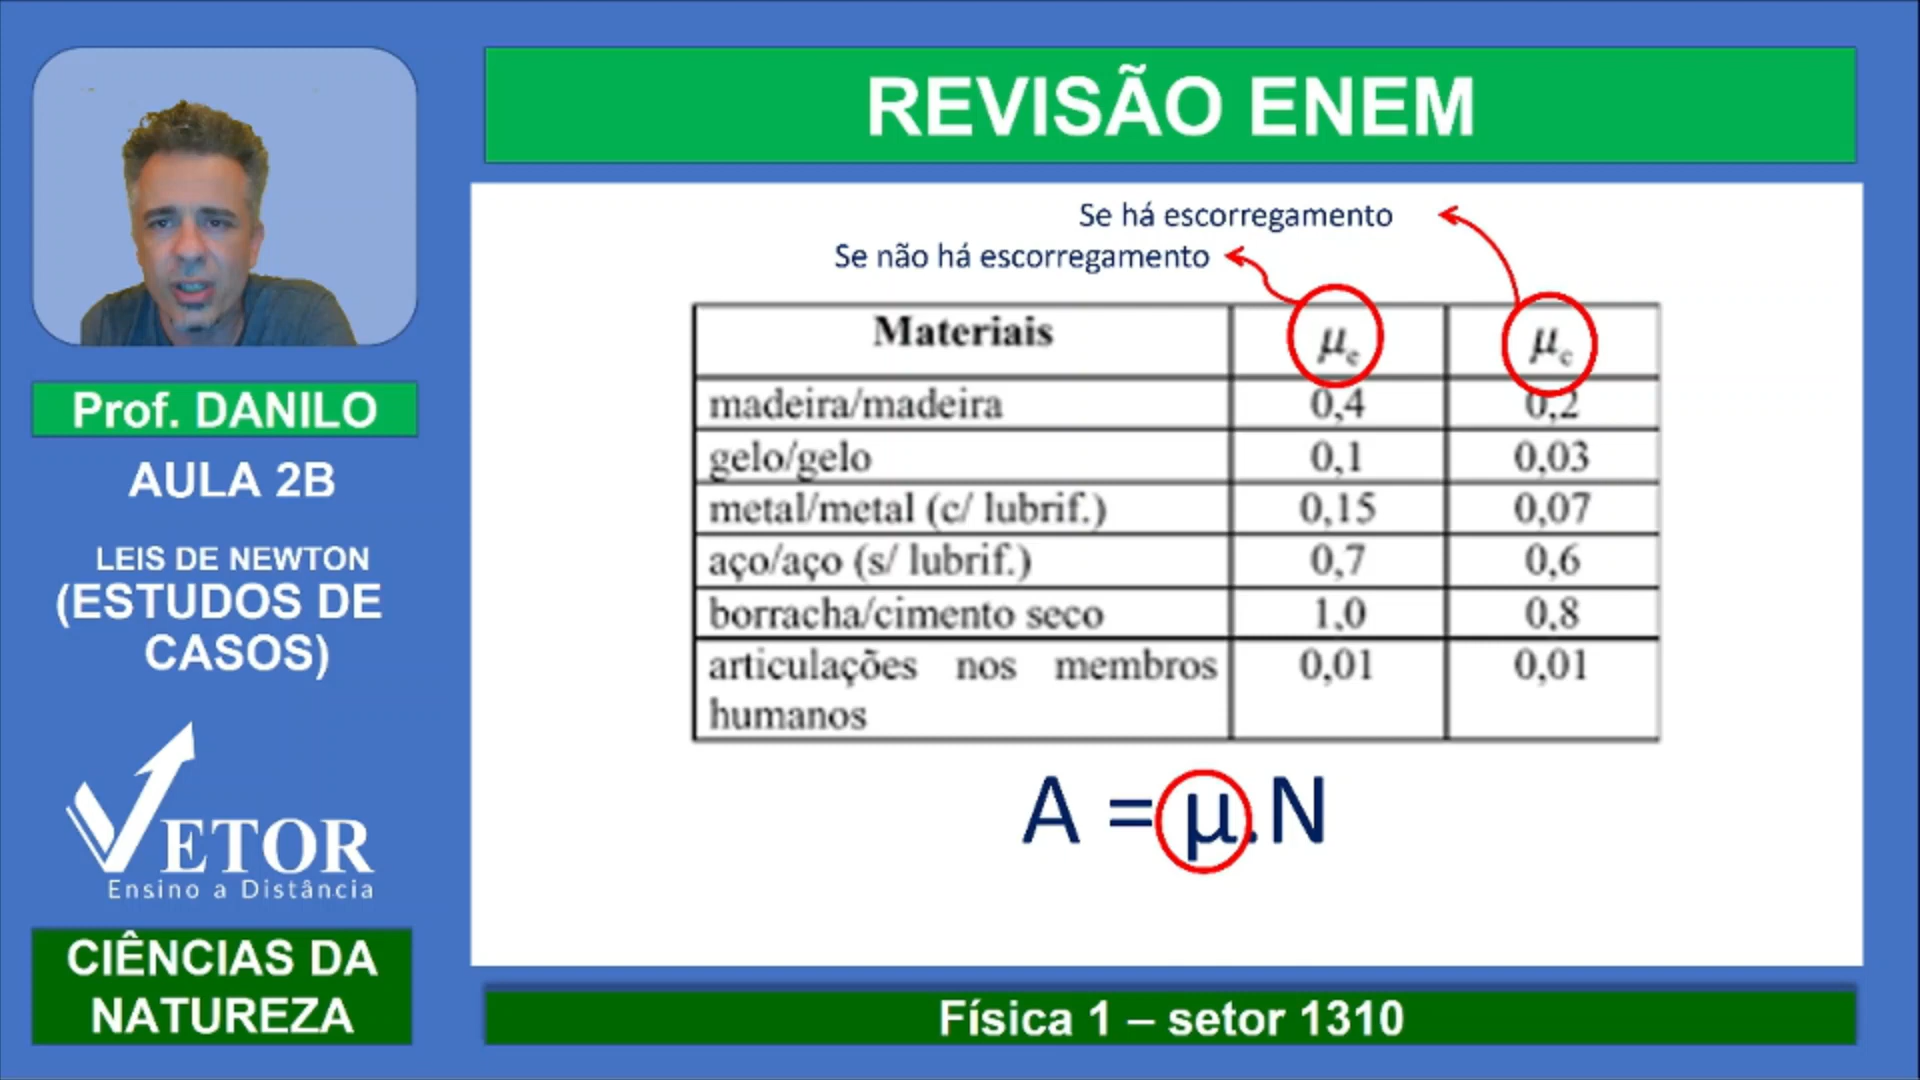 REVISÃO ENEM
Se há escorregamento
Se não há escorregamento
Materiais μe μc
madeira/madeira 0,4 0,2
gelo/gelo 0,1 0,03
metal/metal (c/ lubrif.) 0,15 0,07
aço/aço (s/ lubrif.) 0,7 0,6
borracha/cimento seco 1,0 0,8
articulações nos membros 0,01 0,01
humanos
A = μ.N
Prof. DANILO
AULA 2B
LEIS DE NEWTON
(ESTUDOS DE
CASOS)
VETOR
Ensino a Distância
CIÊNCIAS DA
NATUREZA
Física 1 – setor 1310